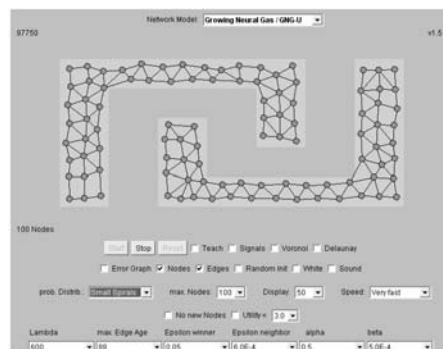 Network Model: Growing Neural Gas / GNG-U
97750 v1.5
100 Nodes
Start Stop Reset Teach Signals Voronoi Delaunay
Error Graph Nodes Edges Random Init White Sound
prob. Distrib.: Small Spirals max. Nodes: 100 Display: 50 Speed: Very fast
No new Nodes Utility = 3.0
Lambda max. Edge Age Epsilon winner Epsilon neighbor alpha beta
600 88 0.05 6.0E-4 0.5 5.0E-4